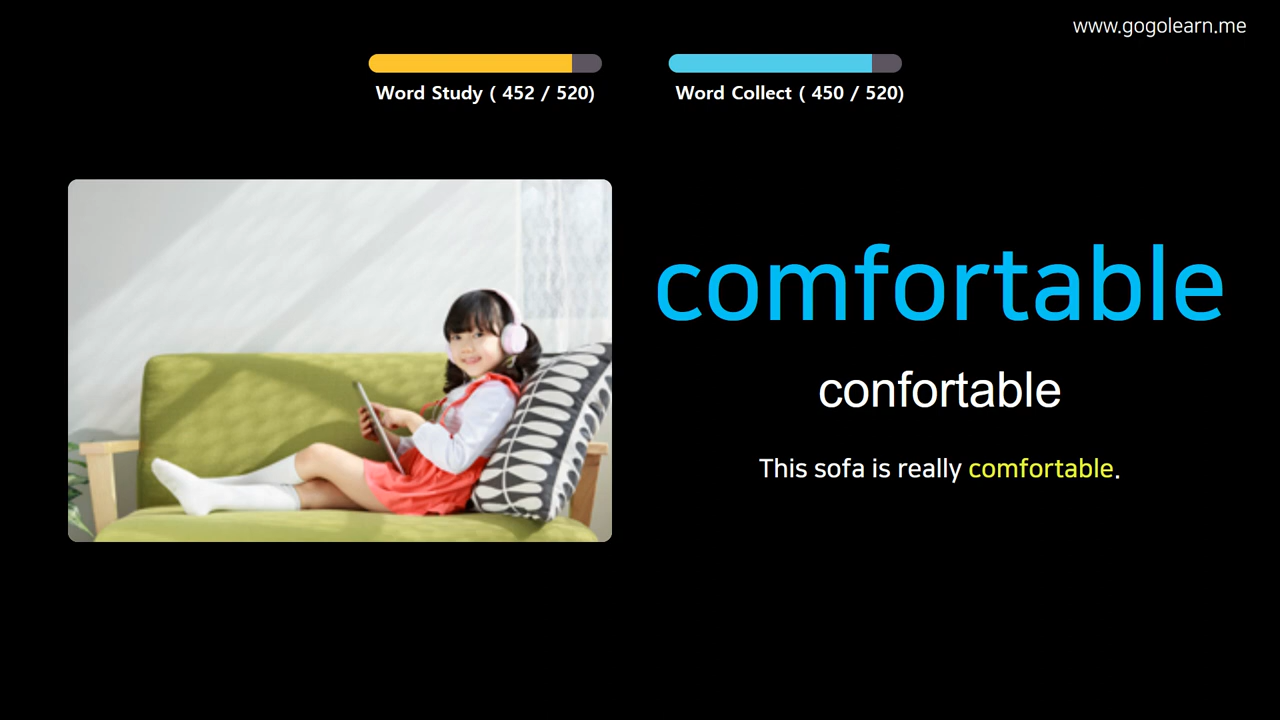 www.gogolearn.me
Word Study ( 452 / 520)
Word Collect ( 450 / 520)
comfortable
confortable
This sofa is really comfortable.